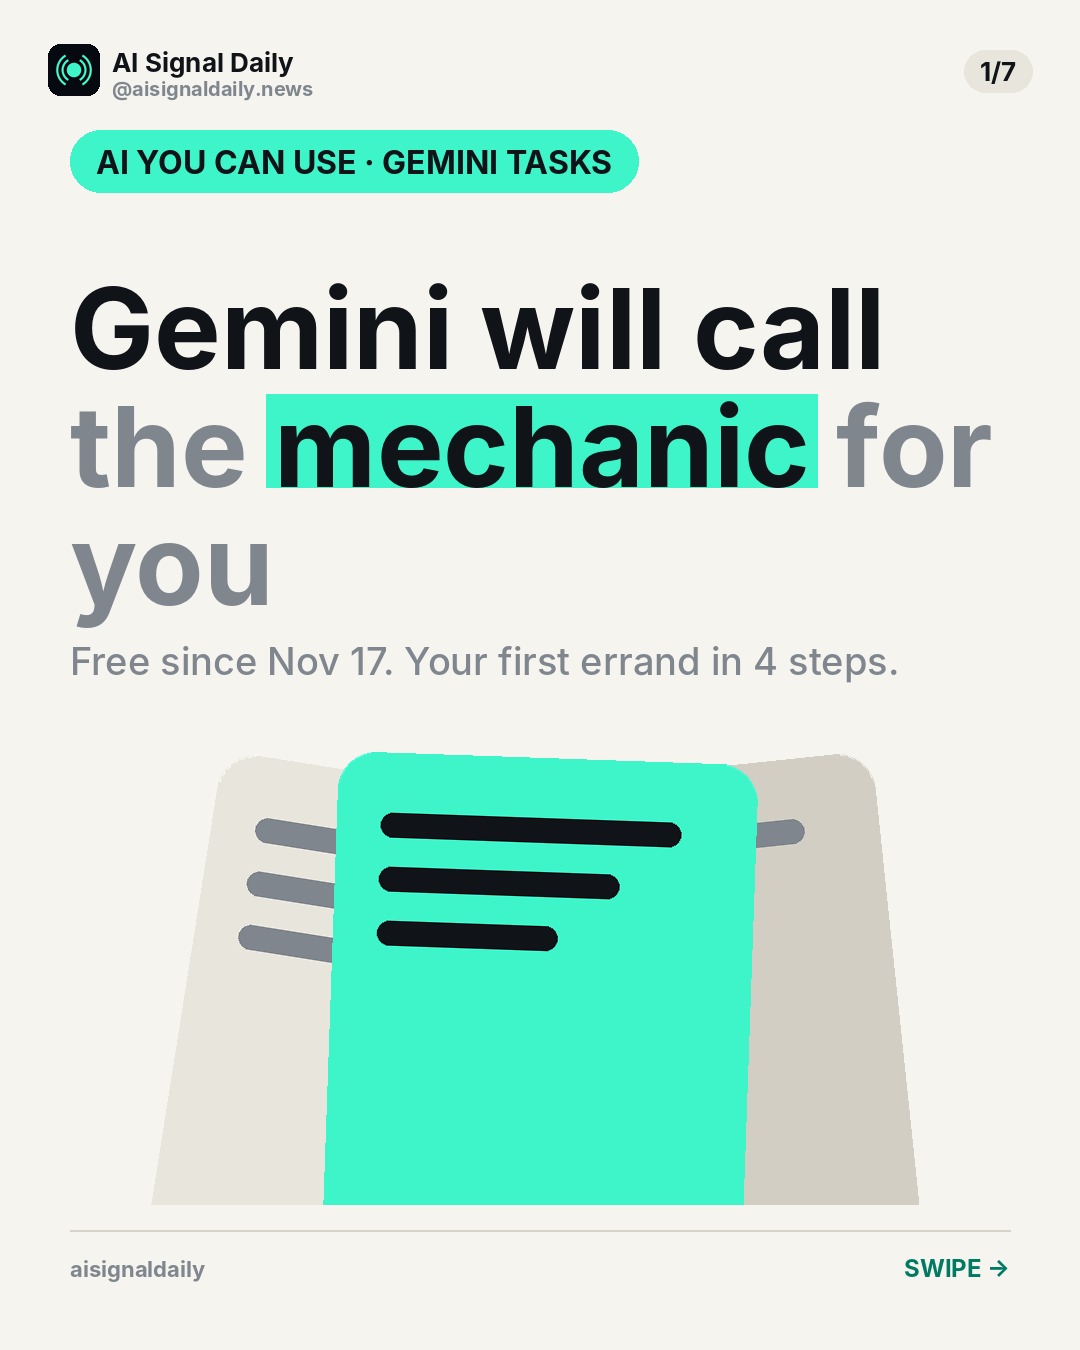 AI Signal Daily
@aisignaldaily.news
1/7
AI YOU CAN USE · GEMINI TASKS
Gemini will call
the mechanic for
you
Free since Nov 17. Your first errand in 4 steps.
aisignaldaily
SWIPE →